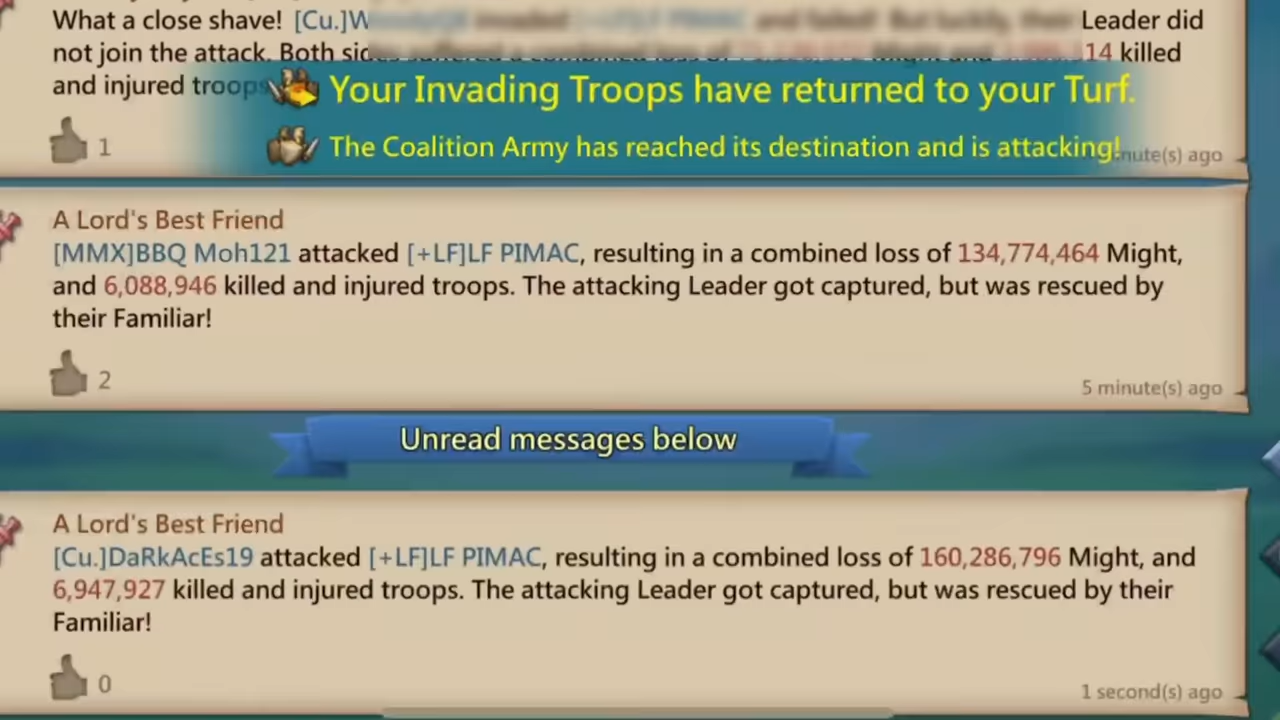 What a close shave! [Cu.]W Leader did
not join the attack. Both sides 14 killed
and injured troops
Your Invading Troops have returned to your Turf.
The Coalition Army has reached its destination and is attacking!
1
nute(s) ago
A Lord's Best Friend
[MMX]BBQ Moh121 attacked [+LF]LF PIMAC, resulting in a combined loss of 134,774,464 Might,
and 6,088,946 killed and injured troops. The attacking Leader got captured, but was rescued by
their Familiar!
2
5 minute(s) ago
Unread messages below
A Lord's Best Friend
[Cu.]DaRkAcEs19 attacked [+LF]LF PIMAC, resulting in a combined loss of 160,286,796 Might, and
6,947,927 killed and injured troops. The attacking Leader got captured, but was rescued by their
Familiar!
0
1 second(s) ago